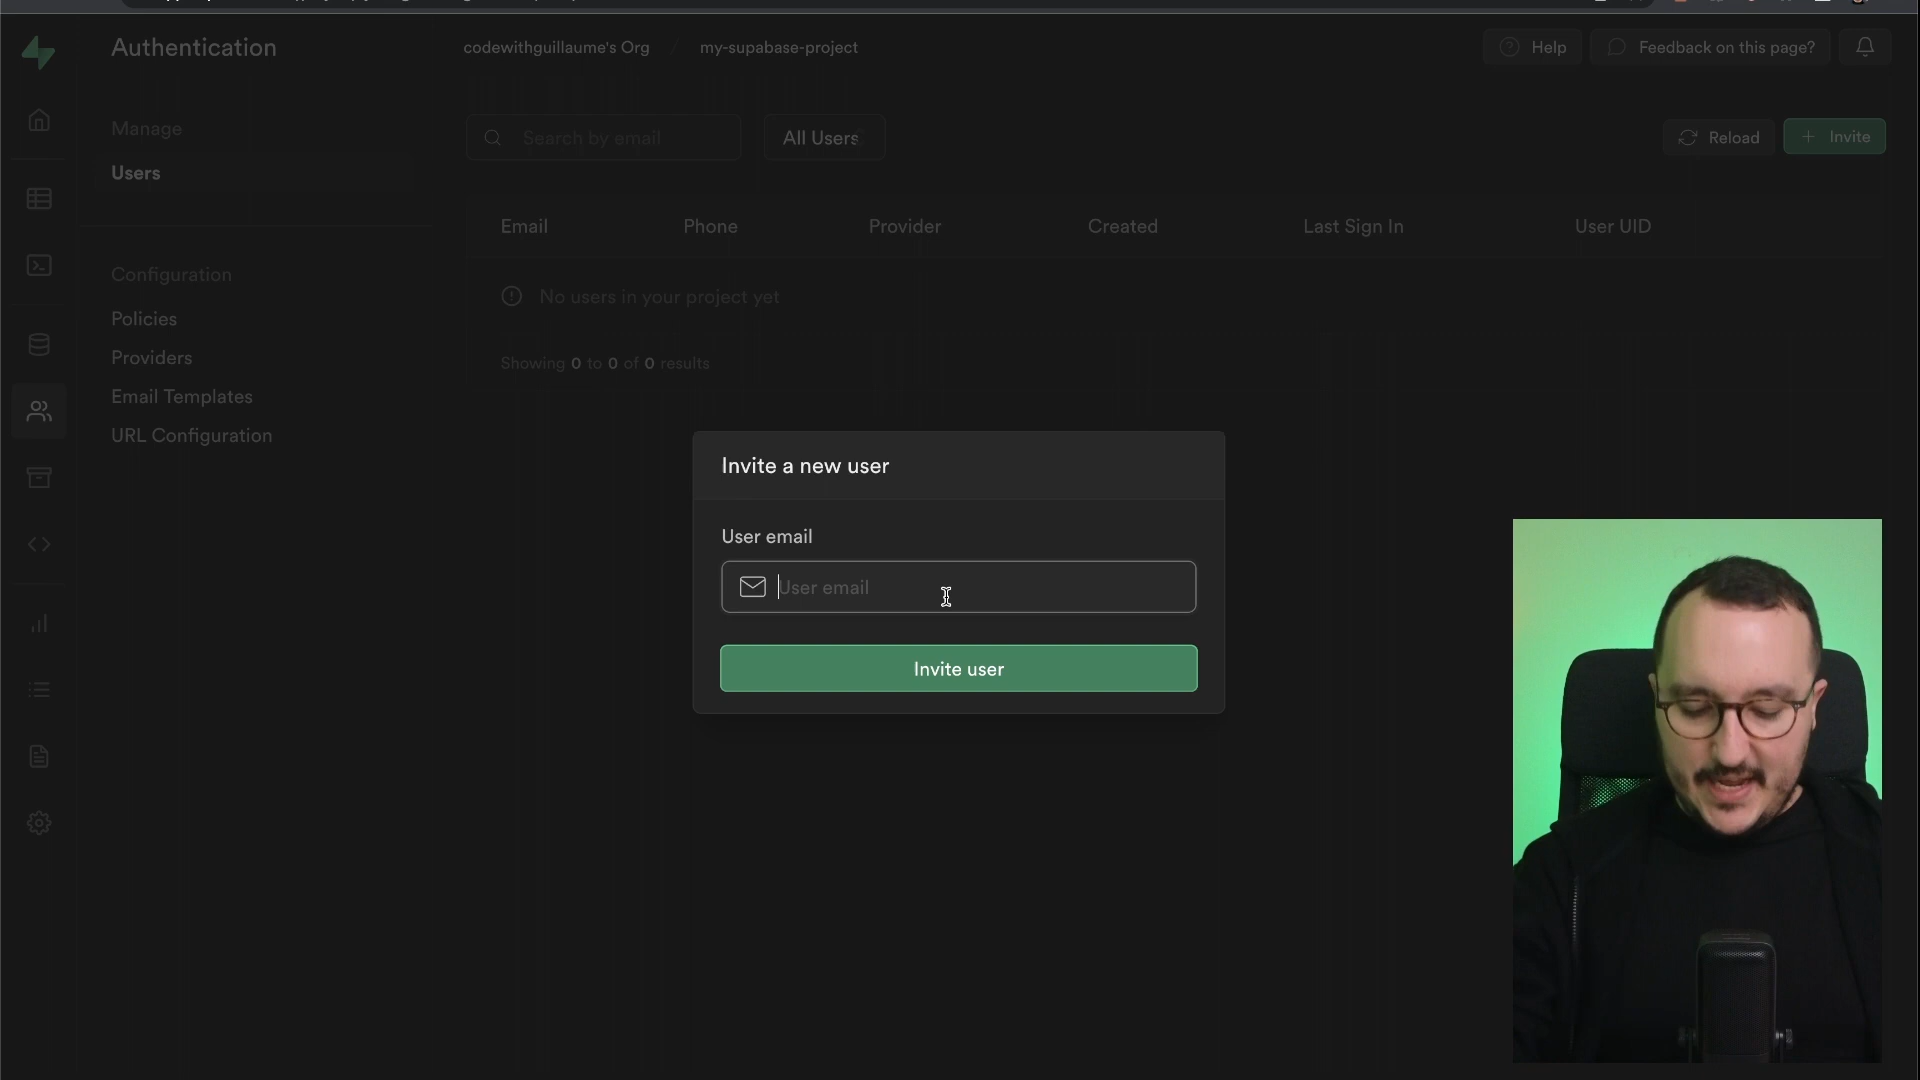 Authentication
codewithguillaume's Org / my-supabase-project
Help
Feedback on this page?
Manage
Users
Search by email
All Users
Reload
+ Invite
Email Phone Provider Created Last Sign In User UID
No users in your project yet
Showing 0 to 0 of 0 results
Configuration
Policies
Providers
Email Templates
URL Configuration
Invite a new user
User email
User email
Invite user